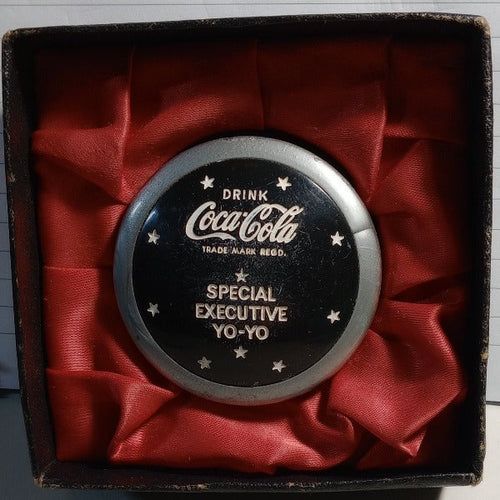 DRINK
Coca-Cola
TRADE MARK REGD.
SPECIAL
EXECUTIVE
YO-YO